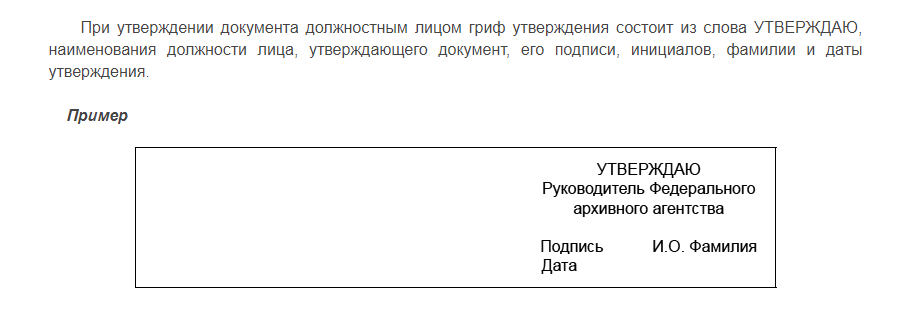 При утверждении документа должностным лицом гриф утверждения состоит из слова УТВЕРЖДАЮ,
наименования должности лица, утверждающего документ, его подписи, инициалов, фамилии и даты
утверждения.
Пример
УТВЕРЖДАЮ
Руководитель Федерального
архивного агентства
Подпись И.О. Фамилия
Дата